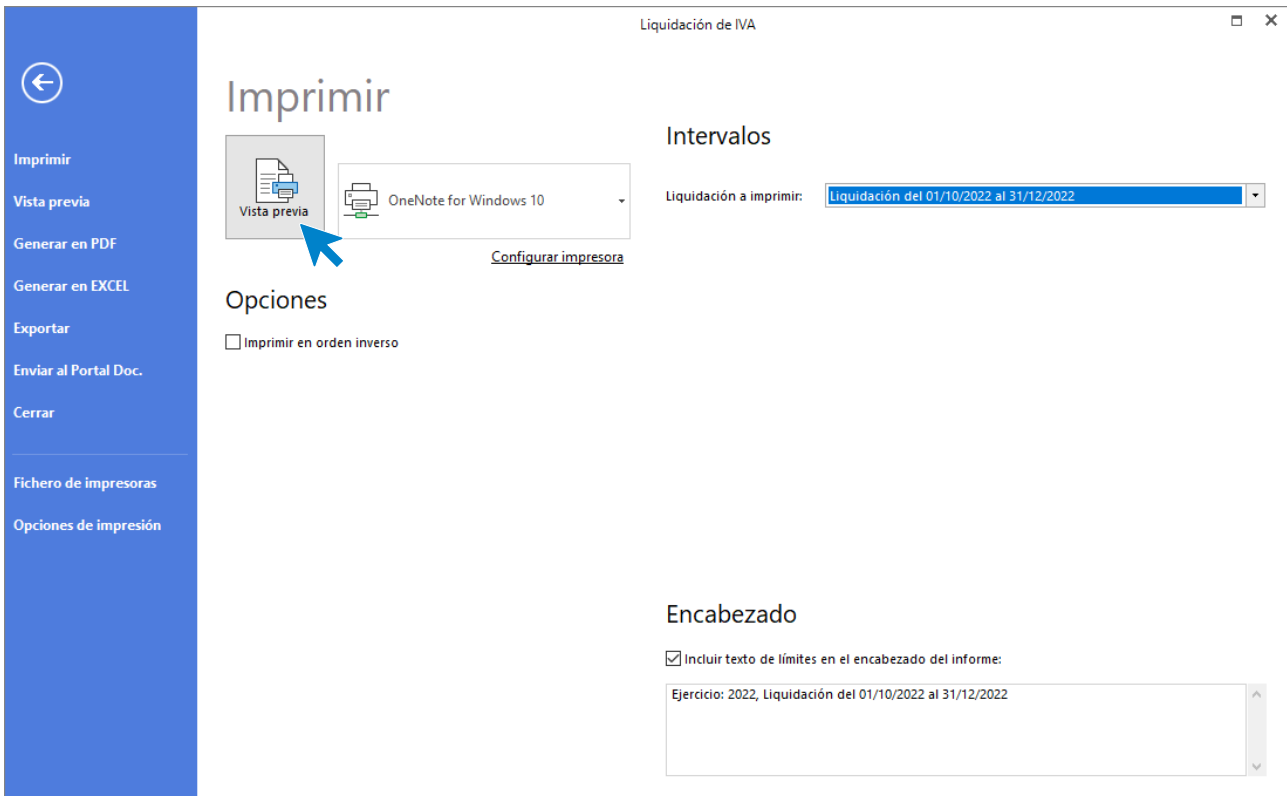 Liquidación de IVA
Imprimir
Vista previa
Generar en PDF
Generar en EXCEL
Exportar
Enviar al Portal Doc.
Cerrar
Fichero de impresoras
Opciones de impresión
Imprimir
Vista previa
OneNote for Windows 10
Configurar impresora
Opciones
Imprimir en orden inverso
Intervalos
Liquidación a imprimir: Liquidación del 01/10/2022 al 31/12/2022
Encabezado
Incluir texto de límites en el encabezado del informe:
Ejercicio: 2022, Liquidación del 01/10/2022 al 31/12/2022